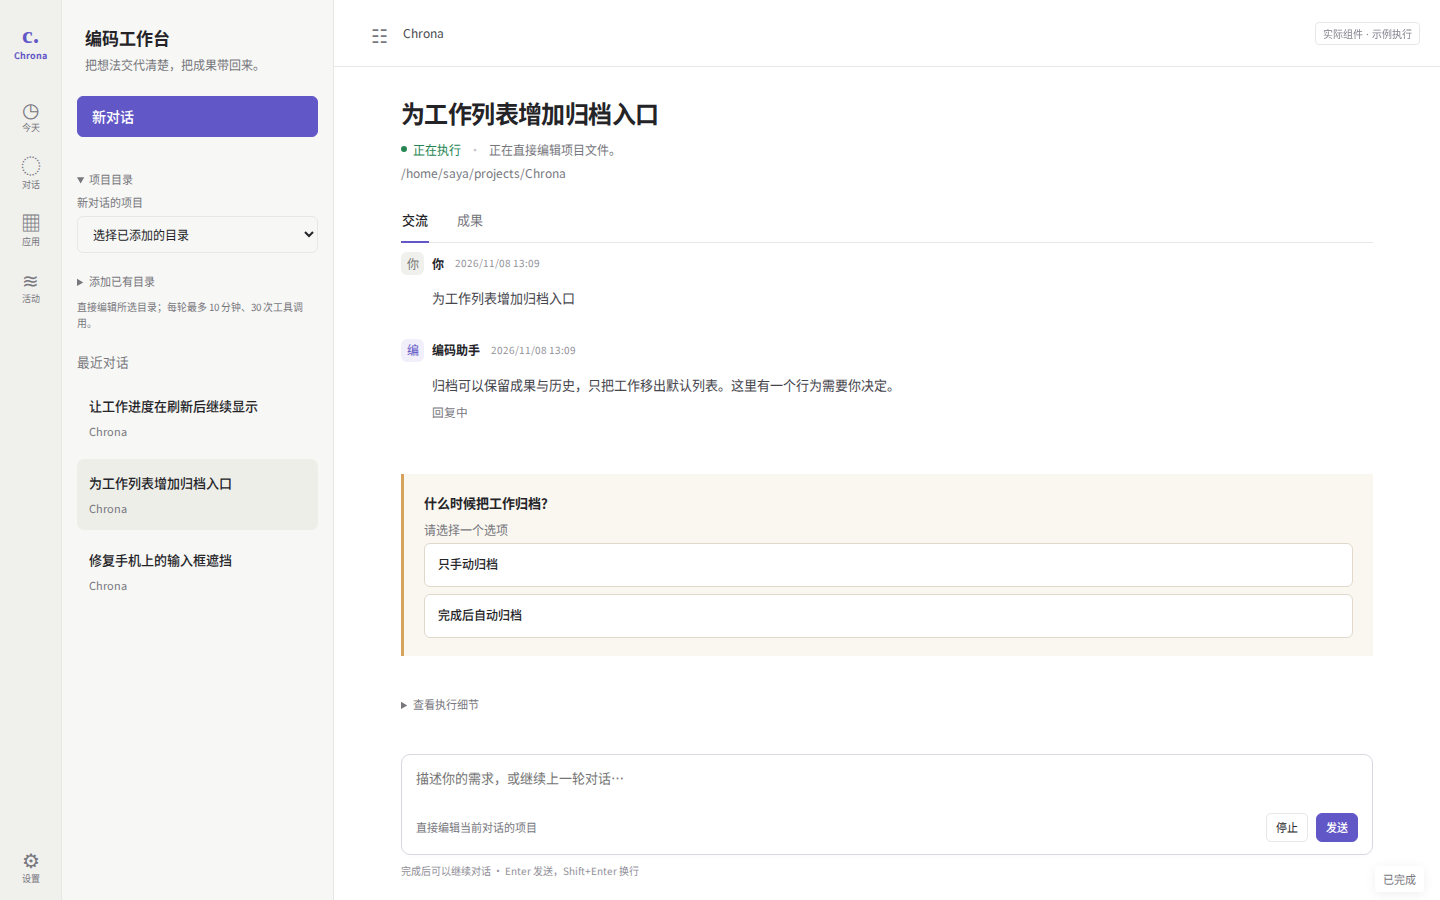 c.
Chrona
今天
对话
应用
活动
设置
编码工作台
把想法交代清楚，把成果带回来。
新对话
项目目录
新对话的项目
选择已添加的目录
添加已有目录
直接编辑所选目录；每轮最多 10 分钟、30 次工具调
用。
最近对话
让工作进度在刷新后继续显示
Chrona
为工作列表增加归档入口
Chrona
修复手机上的输入框遮挡
Chrona
Chrona
实际组件 · 示例执行
为工作列表增加归档入口
正在执行 · 正在直接编辑项目文件。
/home/saya/projects/Chrona
交流 成果
你 你 2026/11/08 13:09
为工作列表增加归档入口
编 编码助手 2026/11/08 13:09
归档可以保留成果与历史，只把工作移出默认列表。这里有一个行为需要你决定。
回复中
什么时候把工作归档？
请选择一个选项
只手动归档
完成后自动归档
查看执行细节
描述你的需求，或继续上一轮对话…
直接编辑当前对话的项目
停止 发送
完成后可以继续对话 · Enter 发送，Shift+Enter 换行
已完成